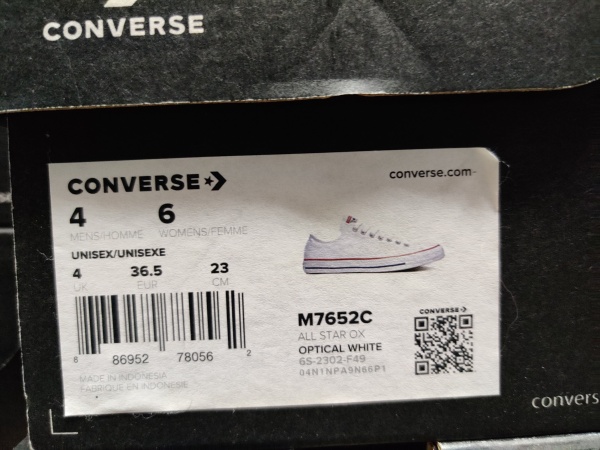 CONVERSE
CONVERSE
converse.com
4 6
MENS/HOMME WOMENS/FEMME
UNISEX/UNISEXE
4 36.5 23
UK EUR CM
8 86952 78056 2
MADE IN INDONESIA
FABRIQUÉ EN INDONÉSIE
M7652C
ALL STAR OX
OPTICAL WHITE
6S-2302-F49
04N1NPA9N66P1
CONVERSE
convers